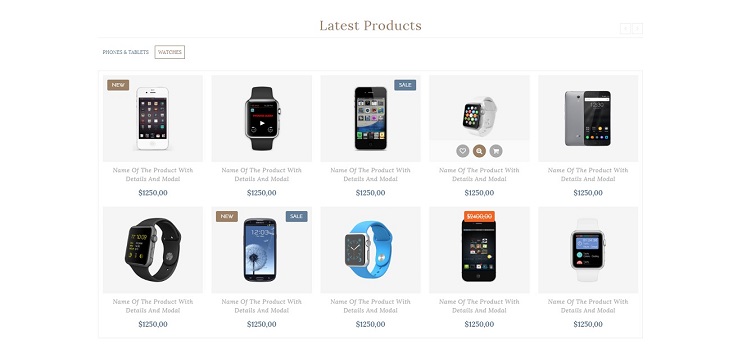 Latest Products
PHONES & TABLETS WATCHES
NEW
SALE
Name Of The Product With
Details And Modal
$1250,00
Name Of The Product With
Details And Modal
$1250,00
Name Of The Product With
Details And Modal
$1250,00
Name Of The Product With
Details And Modal
$1250,00
Name Of The Product With
Details And Modal
$1250,00
12:09
NEW
SALE
$2400.00
Name Of The Product With
Details And Modal
$1250,00
Name Of The Product With
Details And Modal
$1250,00
Name Of The Product With
Details And Modal
$1250,00
Name Of The Product With
Details And Modal
$1250,00
Name Of The Product With
Details And Modal
$1250,00